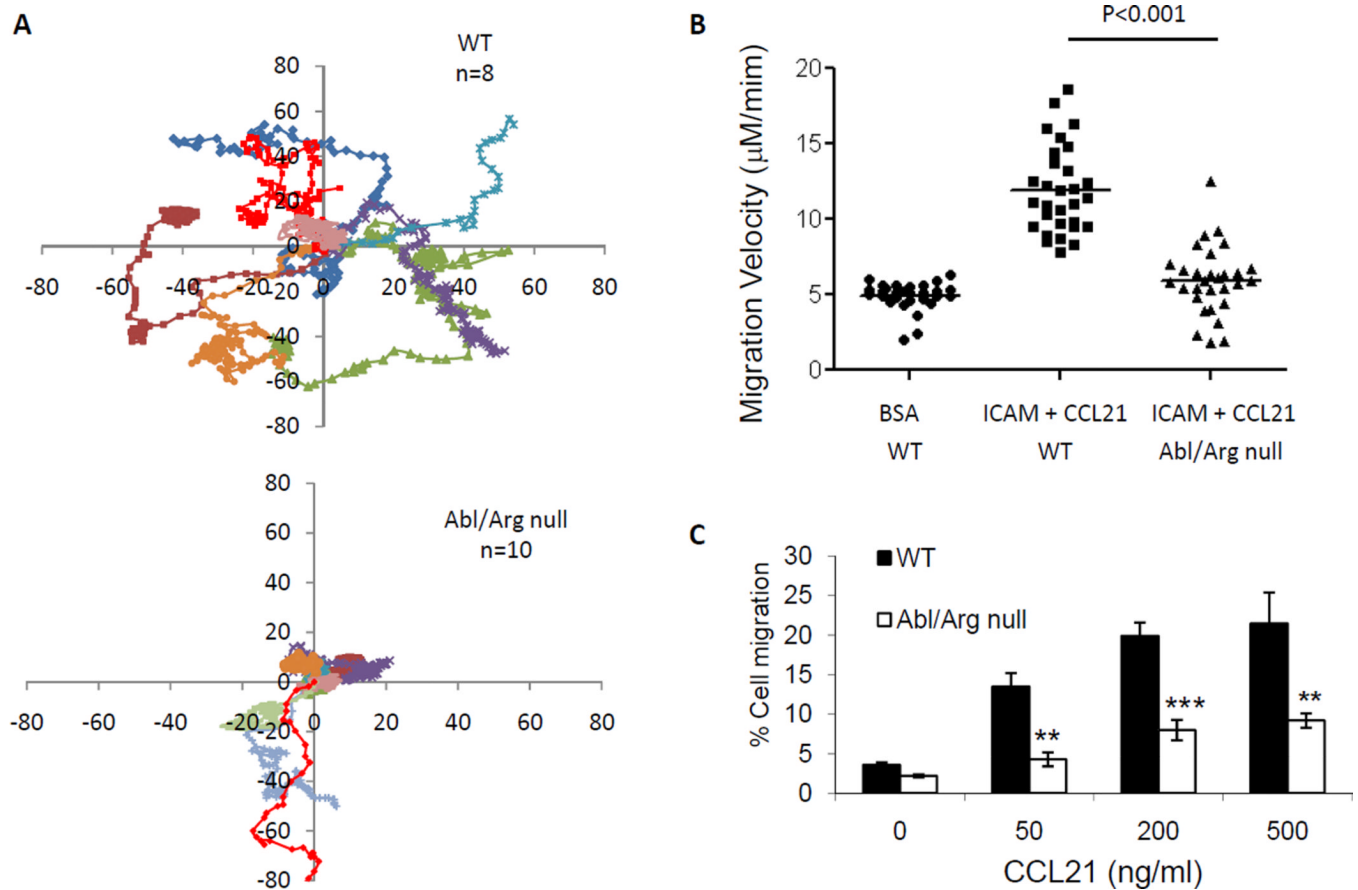 A
WT
n=8
80
60
40
20
0
-20
-40
-60
-80
-80 -60 -40 -20 0 20 40 60 80
Abl/Arg null
n=10
80
60
40
20
0
-20
-40
-60
-80
-80 -60 -40 -20 0 20 40 60 80
B
P<0.001
Migration Velocity (μM/mim)
20
15
10
5
0
BSA ICAM + CCL21 ICAM + CCL21
WT WT Abl/Arg null
C
WT
Abl/Arg null
% Cell migration
30
25
20
15
10
5
0
** *** **
0 50 200 500
CCL21 (ng/ml)